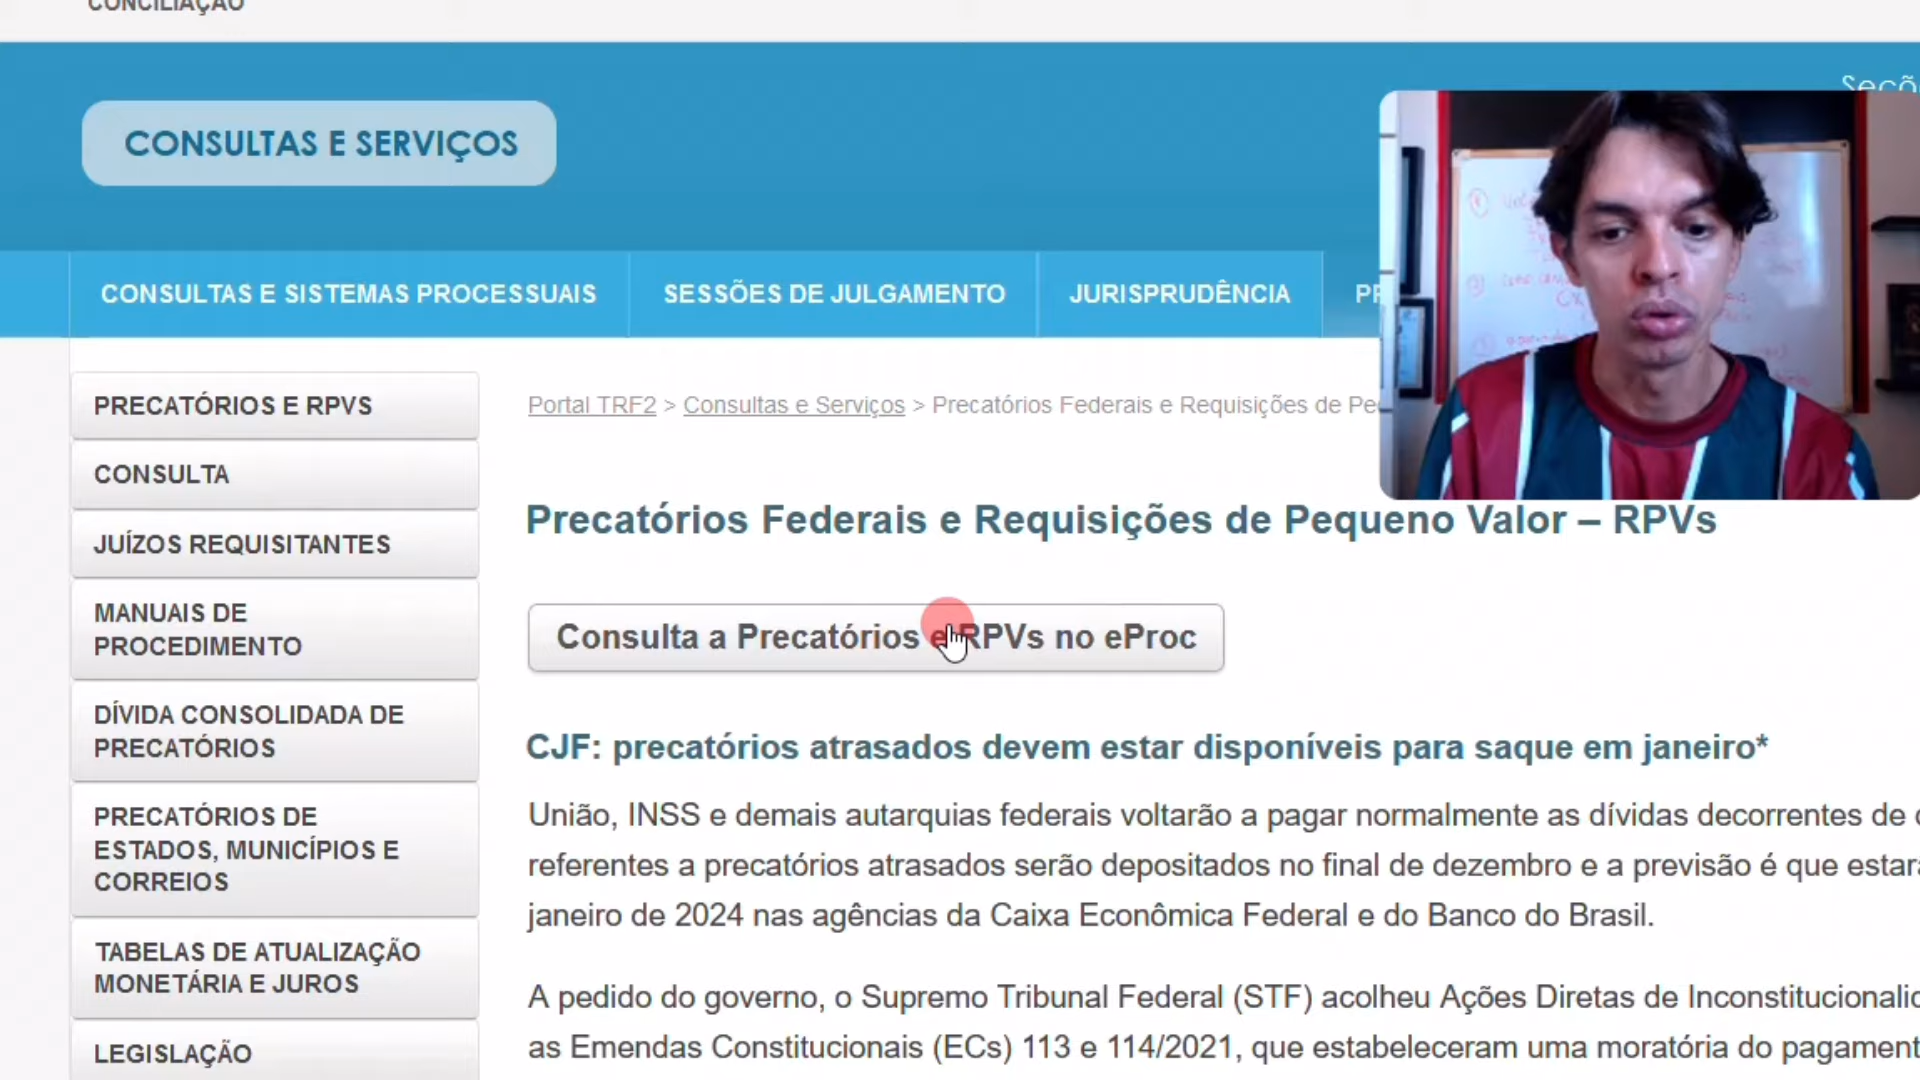 CONCILIAÇÃO
CONSULTAS E SERVIÇOS
CONSULTAS E SISTEMAS PROCESSUAIS
SESSÕES DE JULGAMENTO
JURISPRUDÊNCIA
PRECATÓRIOS E RPVS
CONSULTA
JUÍZOS REQUISITANTES
MANUAIS DE
PROCEDIMENTO
DÍVIDA CONSOLIDADA DE
PRECATÓRIOS
PRECATÓRIOS DE
ESTADOS, MUNICÍPIOS E
CORREIOS
TABELAS DE ATUALIZAÇÃO
MONETÁRIA E JUROS
LEGISLAÇÃO
Portal TRF2 > Consultas e Serviços > Precatórios Federais e Requisições de
Precatórios Federais e Requisições de Pequeno Valor – RPVs
Consulta a Precatórios e RPVs no eProc
CJF: precatórios atrasados devem estar disponíveis para saque em janeiro*
União, INSS e demais autarquias federais voltarão a pagar normalmente as dívidas decorrentes de
referentes a precatórios atrasados serão depositados no final de dezembro e a previsão é que
janeiro de 2024 nas agências da Caixa Econômica Federal e do Banco do Brasil.
A pedido do governo, o Supremo Tribunal Federal (STF) acolheu Ações Diretas de
as Emendas Constitucionais (ECs) 113 e 114/2021, que estabeleceram uma moratória do